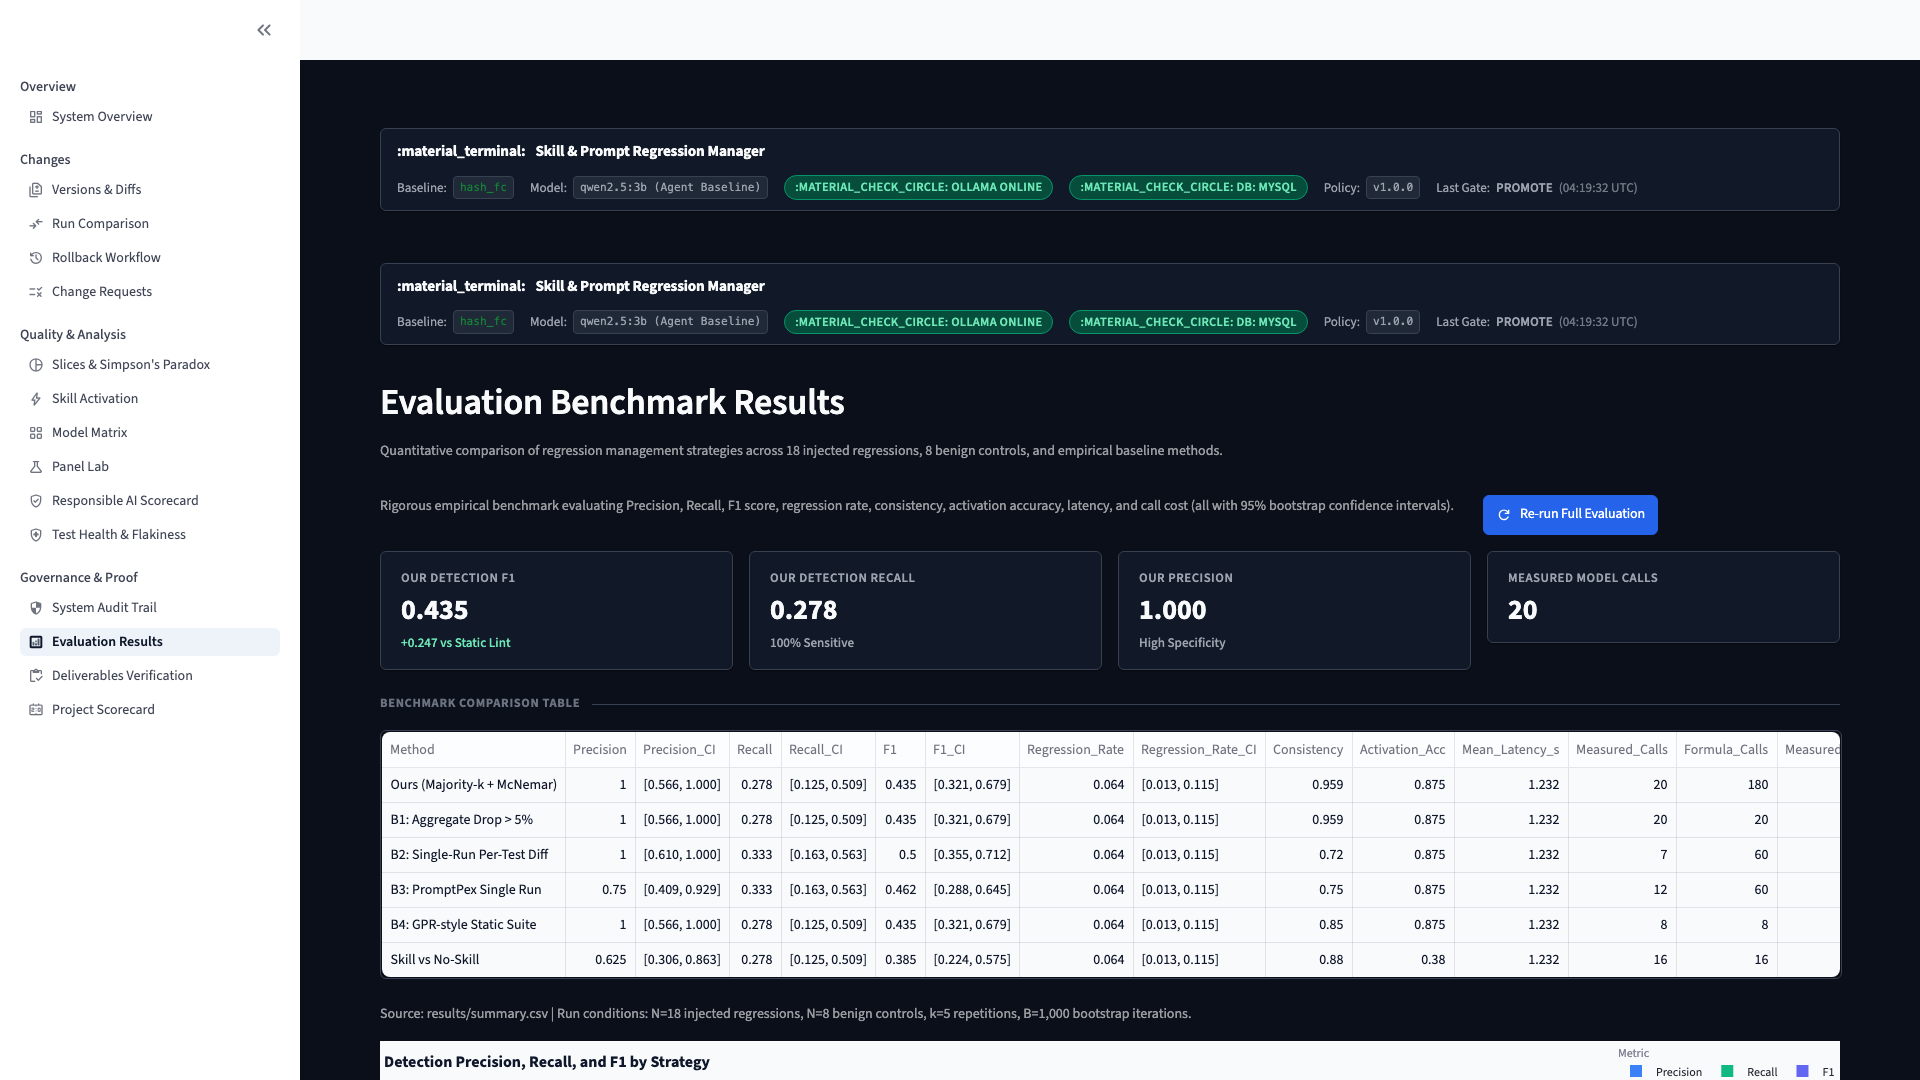 Overview
System Overview
Changes
Versions & Diffs
Run Comparison
Rollback Workflow
Change Requests
Quality & Analysis
Slices & Simpson's Paradox
Skill Activation
Model Matrix
Panel Lab
Responsible AI Scorecard
Test Health & Flakiness
Governance & Proof
System Audit Trail
Evaluation Results
Deliverables Verification
Project Scorecard
:material_terminal: Skill & Prompt Regression Manager
Baseline: hash_fc Model: qwen2.5:3b (Agent Baseline) :MATERIAL_CHECK_CIRCLE: OLLAMA ONLINE :MATERIAL_CHECK_CIRCLE: DB: MYSQL Policy: v1.0.0 Last Gate: PROMOTE (04:19:32 UTC)
:material_terminal: Skill & Prompt Regression Manager
Baseline: hash_fc Model: qwen2.5:3b (Agent Baseline) :MATERIAL_CHECK_CIRCLE: OLLAMA ONLINE :MATERIAL_CHECK_CIRCLE: DB: MYSQL Policy: v1.0.0 Last Gate: PROMOTE (04:19:32 UTC)
Evaluation Benchmark Results
Quantitative comparison of regression management strategies across 18 injected regressions, 8 benign controls, and empirical baseline methods.
Rigorous empirical benchmark evaluating Precision, Recall, F1 score, regression rate, consistency, activation accuracy, latency, and call cost (all with 95% bootstrap confidence intervals).
Re-run Full Evaluation
OUR DETECTION F1
0.435
+0.247 vs Static Lint
OUR DETECTION RECALL
0.278
100% Sensitive
OUR PRECISION
1.000
High Specificity
MEASURED MODEL CALLS
20
BENCHMARK COMPARISON TABLE
Method Precision Precision_CI Recall Recall_CI F1 F1_CI Regression_Rate Regression_Rate_CI Consistency Activation_Acc Mean_Latency_s Measured_Calls Formula_Calls Measured
Ours (Majority-k + McNemar) 1 [0.566, 1.000] 0.278 [0.125, 0.509] 0.435 [0.321, 0.679] 0.064 [0.013, 0.115] 0.959 0.875 1.232 20 180
B1: Aggregate Drop > 5% 1 [0.566, 1.000] 0.278 [0.125, 0.509] 0.435 [0.321, 0.679] 0.064 [0.013, 0.115] 0.959 0.875 1.232 20 20
B2: Single-Run Per-Test Diff 1 [0.610, 1.000] 0.333 [0.163, 0.563] 0.5 [0.355, 0.712] 0.064 [0.013, 0.115] 0.72 0.875 1.232 7 60
B3: PromptPex Single Run 0.75 [0.409, 0.929] 0.333 [0.163, 0.563] 0.462 [0.288, 0.645] 0.064 [0.013, 0.115] 0.75 0.875 1.232 12 60
B4: GPR-style Static Suite 1 [0.566, 1.000] 0.278 [0.125, 0.509] 0.435 [0.321, 0.679] 0.064 [0.013, 0.115] 0.85 0.875 1.232 8 8
Skill vs No-Skill 0.625 [0.306, 0.863] 0.278 [0.125, 0.509] 0.385 [0.224, 0.575] 0.064 [0.013, 0.115] 0.88 0.38 1.232 16 16
Source: results/summary.csv | Run conditions: N=18 injected regressions, N=8 benign controls, k=5 repetitions, B=1,000 bootstrap iterations.
Detection Precision, Recall, and F1 by Strategy
Metric
Precision Recall F1